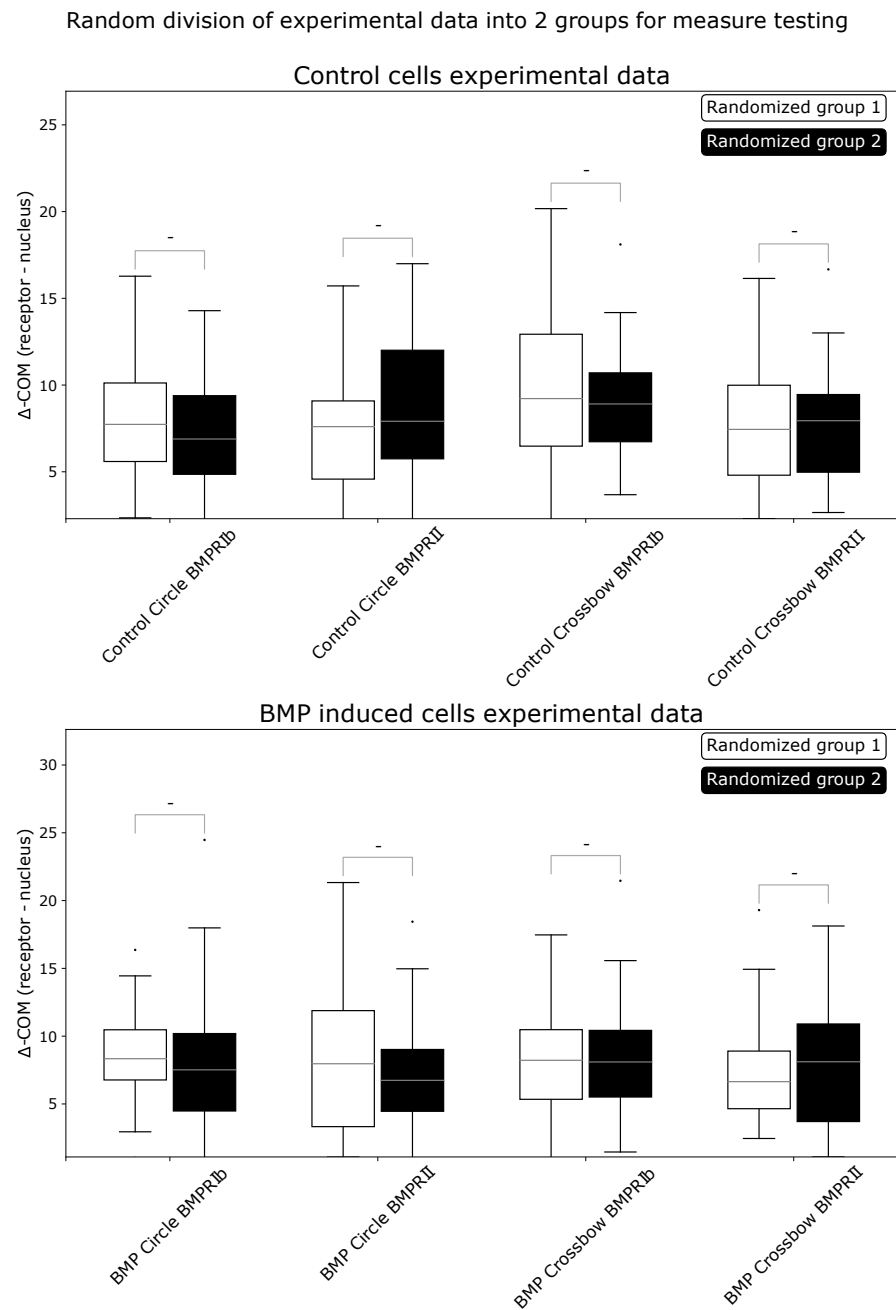 Random division of experimental data into 2 groups for measure testing
Control cells experimental data
Randomized group 1
Randomized group 2
25
20
15
10
5
Δ-COM (receptor - nucleus)
-
-
-
-
Control Circle BMPRIb
Control Circle BMPRII
Control Crossbow BMPRIb
Control Crossbow BMPRII
BMP induced cells experimental data
Randomized group 1
Randomized group 2
30
25
20
15
10
5
Δ-COM (receptor - nucleus)
-
-
-
-
BMP Circle BMPRIb
BMP Circle BMPRII
BMP Crossbow BMPRIb
BMP Crossbow BMPRII